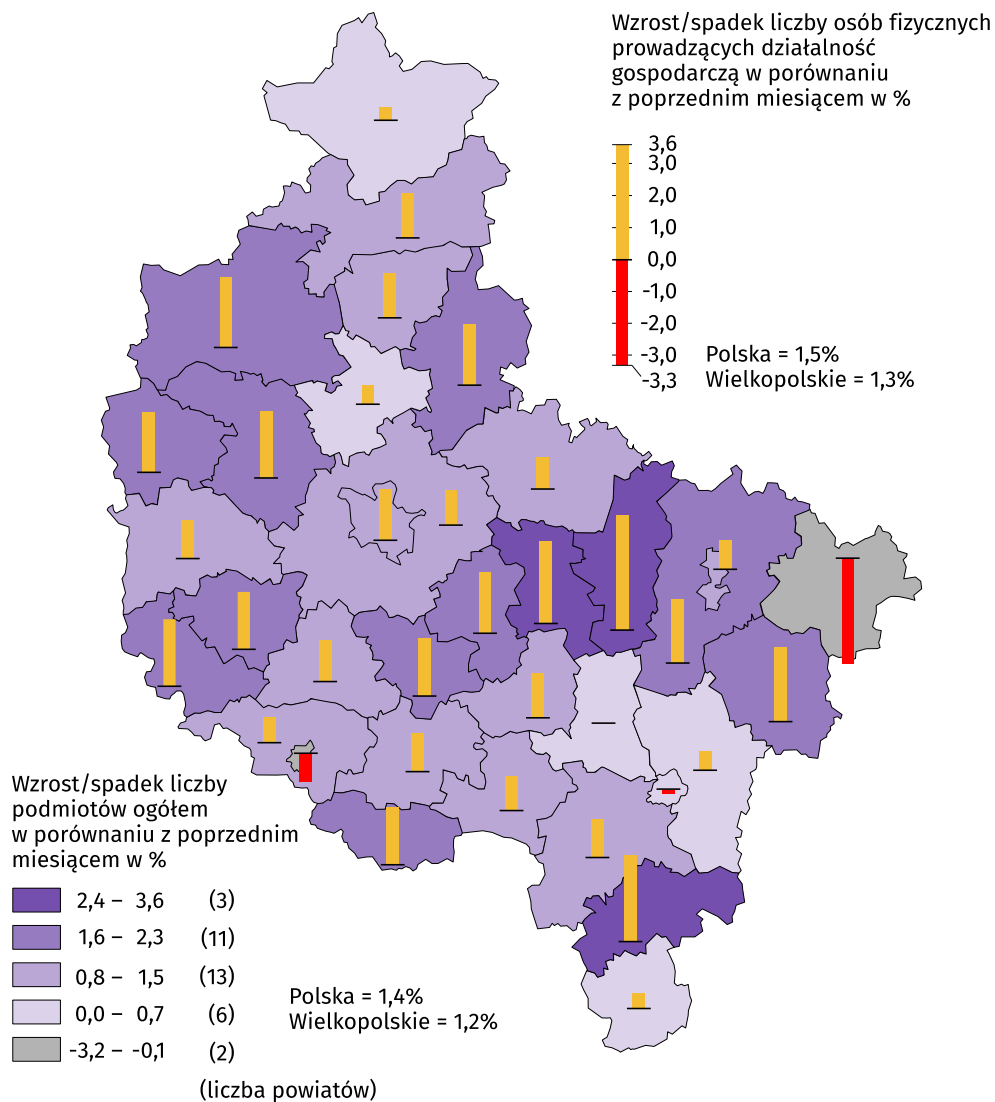 Wzrost/spadek liczby osób fizycznych
prowadzących działalność
gospodarczą w porównaniu
z poprzednim miesiącem w %
3,6
3,0
2,0
1,0
0,0
-1,0
-2,0
-3,0
-3,3
Polska = 1,5%
Wielkopolskie = 1,3%
Wzrost/spadek liczby
podmiotów ogółem
w porównaniu z poprzednim
miesiącem w %
2,4 – 3,6 (3)
1,6 – 2,3 (11)
0,8 – 1,5 (13)
0,0 – 0,7 (6)
-3,2 – -0,1 (2)
(liczba powiatów)
Polska = 1,4%
Wielkopolskie = 1,2%